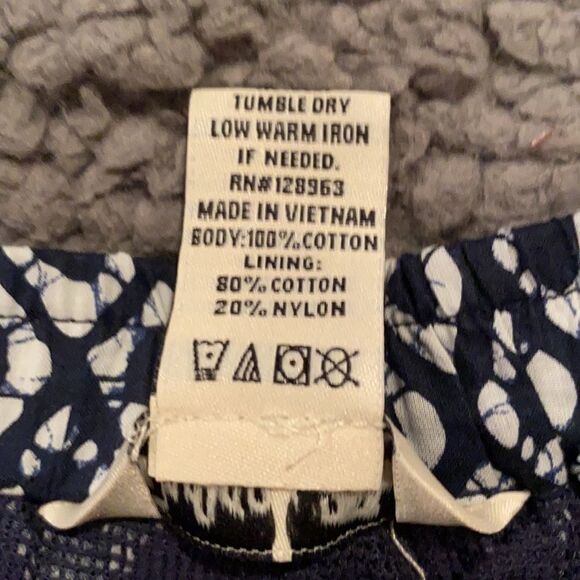 TUMBLE DRY
LOW WARM IRON
IF NEEDED.
RN#128963
MADE IN VIETNAM
BODY:100%COTTON
LINING:
80% COTTON
20% NYLON